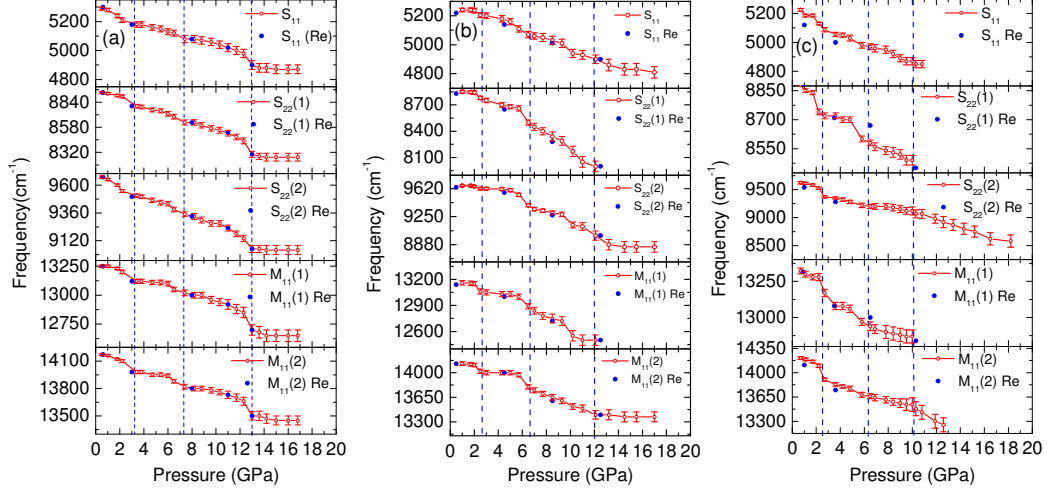 (a)
Frequency(cm⁻¹)
5200
5000
4800
S₁₁
S₁₁ (Re)
8840
8580
8320
S₂₂(1)
S₂₂(1) Re
9600
9360
9120
S₂₂(2)
S₂₂(2) Re
13250
13000
12750
M₁₁(1)
M₁₁(1) Re
14100
13800
13500
M₁₁(2)
M₁₁(2) Re
0 2 4 6 8 10 12 14 16 18 20
Pressure (GPa)
(b)
Frequency (cm⁻¹)
5200
5000
4800
S₁₁
S₁₁ Re
8700
8400
8100
S₂₂(1)
S₂₂(1) Re
9620
9250
8880
S₂₂(2)
S₂₂(2) Re
13200
12900
12600
M₁₁(1)
M₁₁(1) Re
14000
13650
13300
M₁₁(2)
M₁₁(2) Re
0 2 4 6 8 10 12 14 16 18 20
Pressure (GPa)
(c)
Frequency (cm⁻¹)
5200
5000
4800
S₁₁
S₁₁ Re
8850
8700
8550
S₂₂(1)
S₂₂(1) Re
9500
9000
8500
S₂₂(2)
S₂₂(2) Re
13250
13000
M₁₁(1)
M₁₁(1) Re
14350
14000
13650
13300
M₁₁(2)
M₁₁(2) Re
0 2 4 6 8 10 12 14 16 18 20
Pressure (GPa)